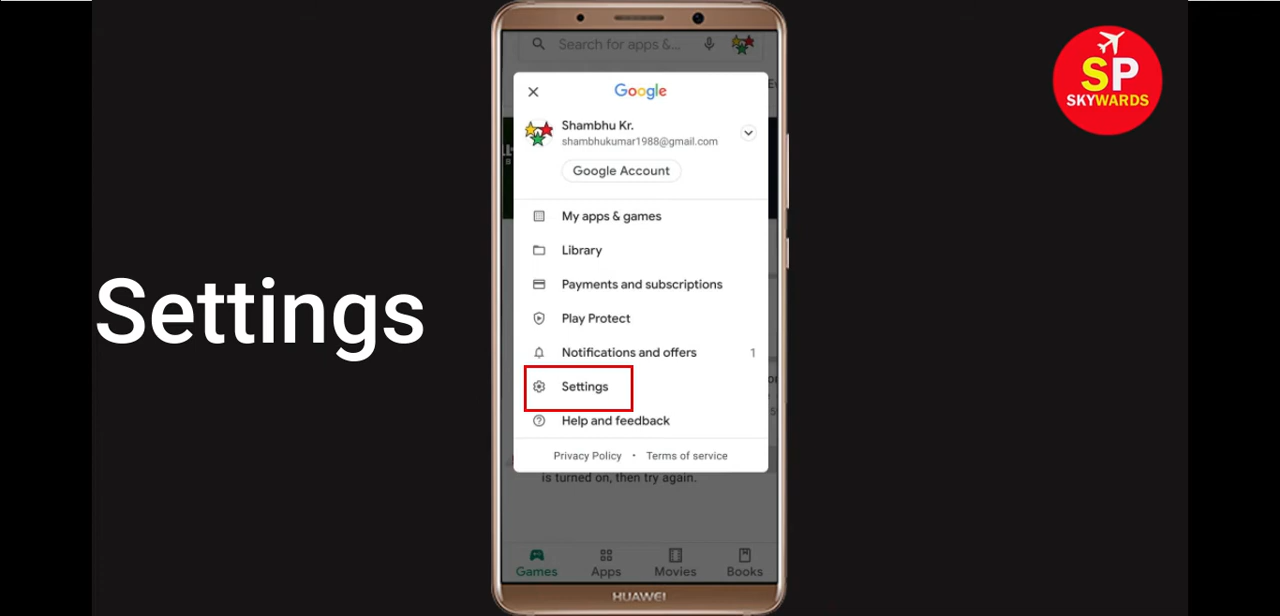 Search for apps &...
SP
SKYWARDS
Google
Shambhu Kr.
shambhukumar1988@gmail.com
Google Account
My apps & games
Library
Payments and subscriptions
Play Protect
Notifications and offers 1
Settings
Settings
Help and feedback
Privacy Policy • Terms of service
is turned on, then try again.
Games Apps Movies Books
HUAWEI